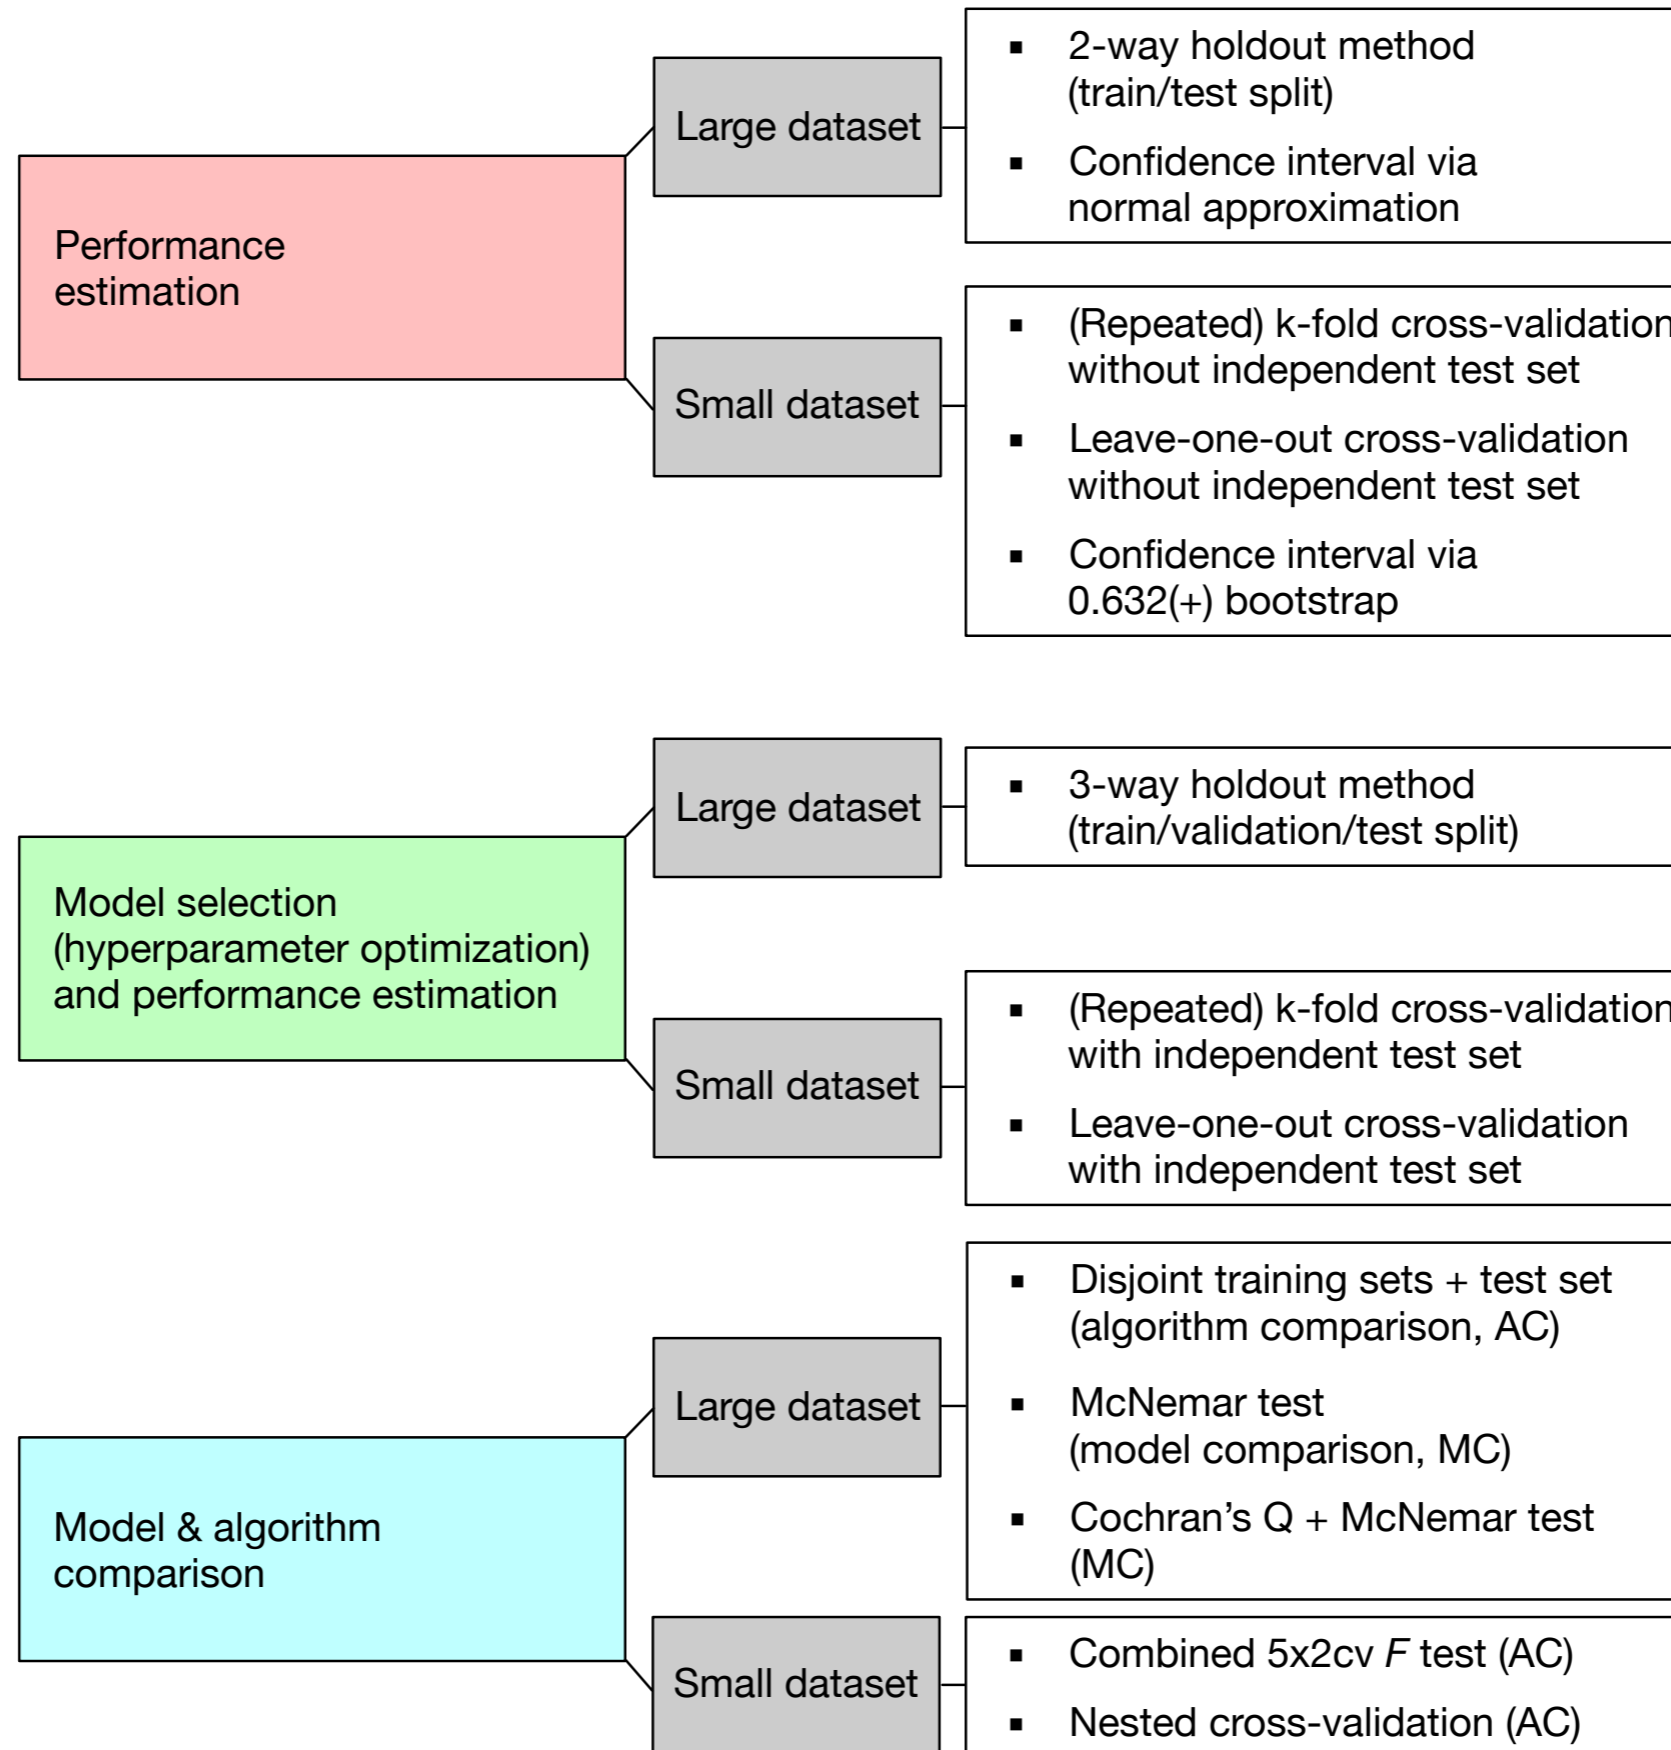 Performance
estimation
Large dataset
▪ 2-way holdout method
(train/test split)
▪ Confidence interval via
normal approximation
Small dataset
▪ (Repeated) k-fold cross-validation
without independent test set
▪ Leave-one-out cross-validation
without independent test set
▪ Confidence interval via
0.632(+) bootstrap
Model selection
(hyperparameter optimization)
and performance estimation
Large dataset
▪ 3-way holdout method
(train/validation/test split)
Small dataset
▪ (Repeated) k-fold cross-validation
with independent test set
▪ Leave-one-out cross-validation
with independent test set
Model & algorithm
comparison
Large dataset
▪ Disjoint training sets + test set
(algorithm comparison, AC)
▪ McNemar test
(model comparison, MC)
▪ Cochran’s Q + McNemar test
(MC)
Small dataset
▪ Combined 5x2cv F test (AC)
▪ Nested cross-validation (AC)